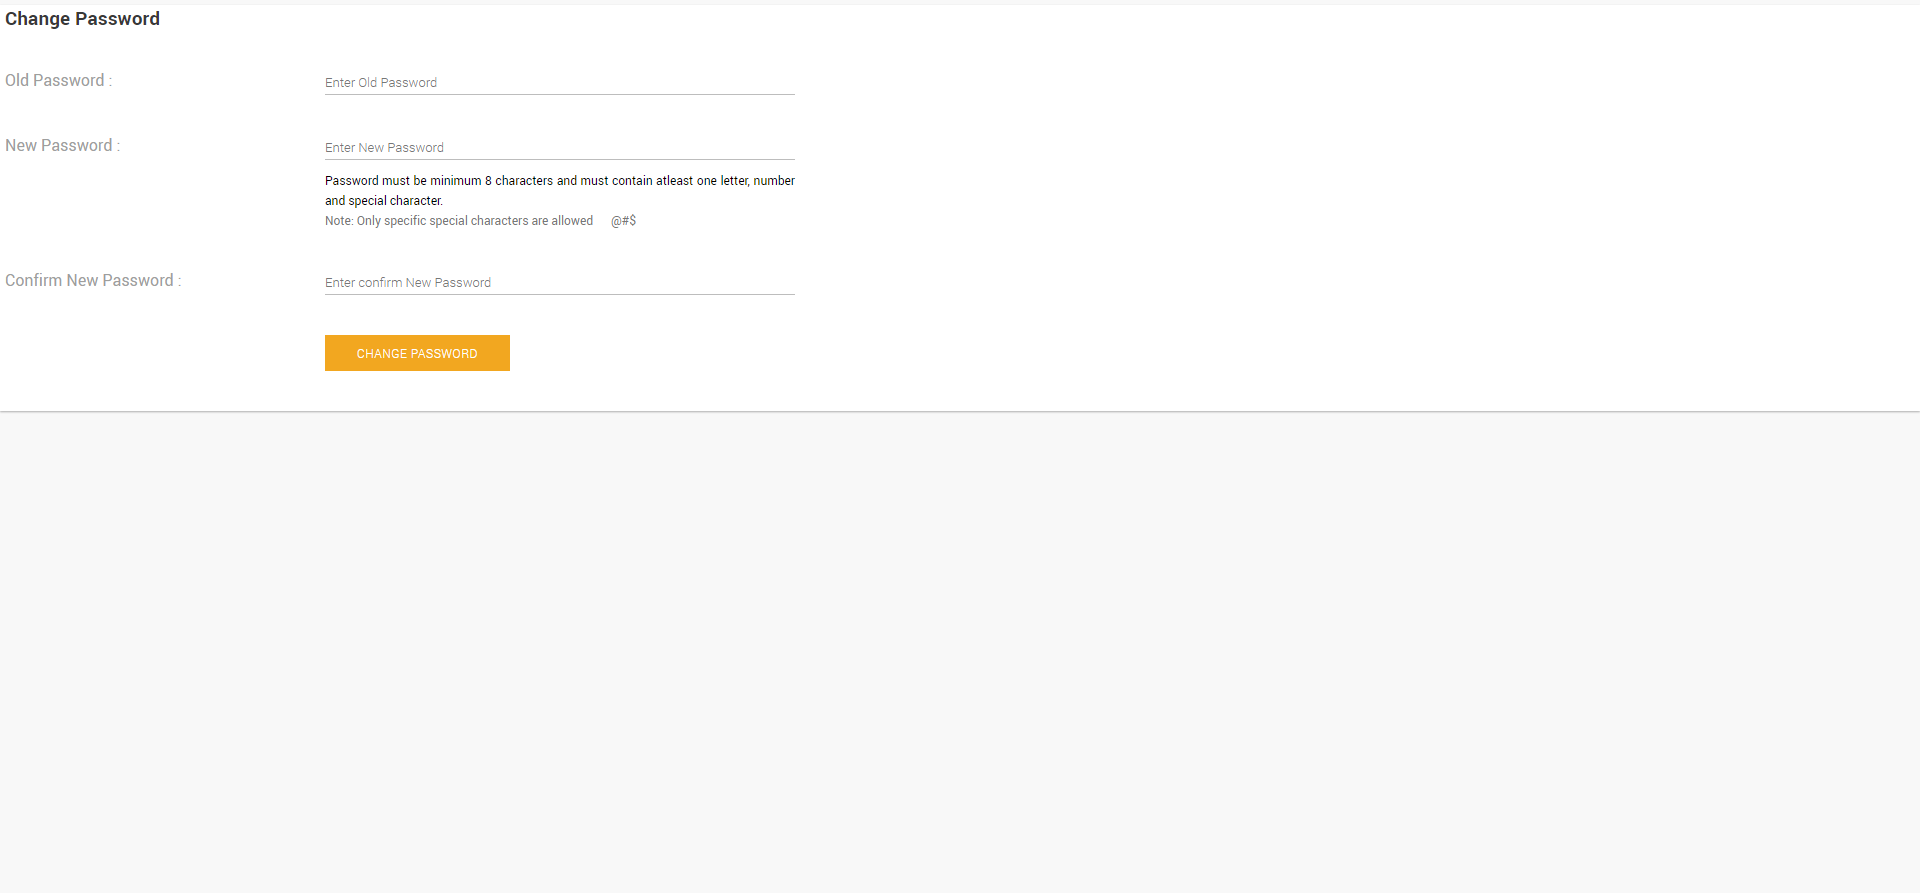 Change Password
Old Password :
Enter Old Password
New Password :
Enter New Password
Password must be minimum 8 characters and must contain atleast one letter, number
and special character.
Note: Only specific special characters are allowed @#$
Confirm New Password :
Enter confirm New Password
CHANGE PASSWORD